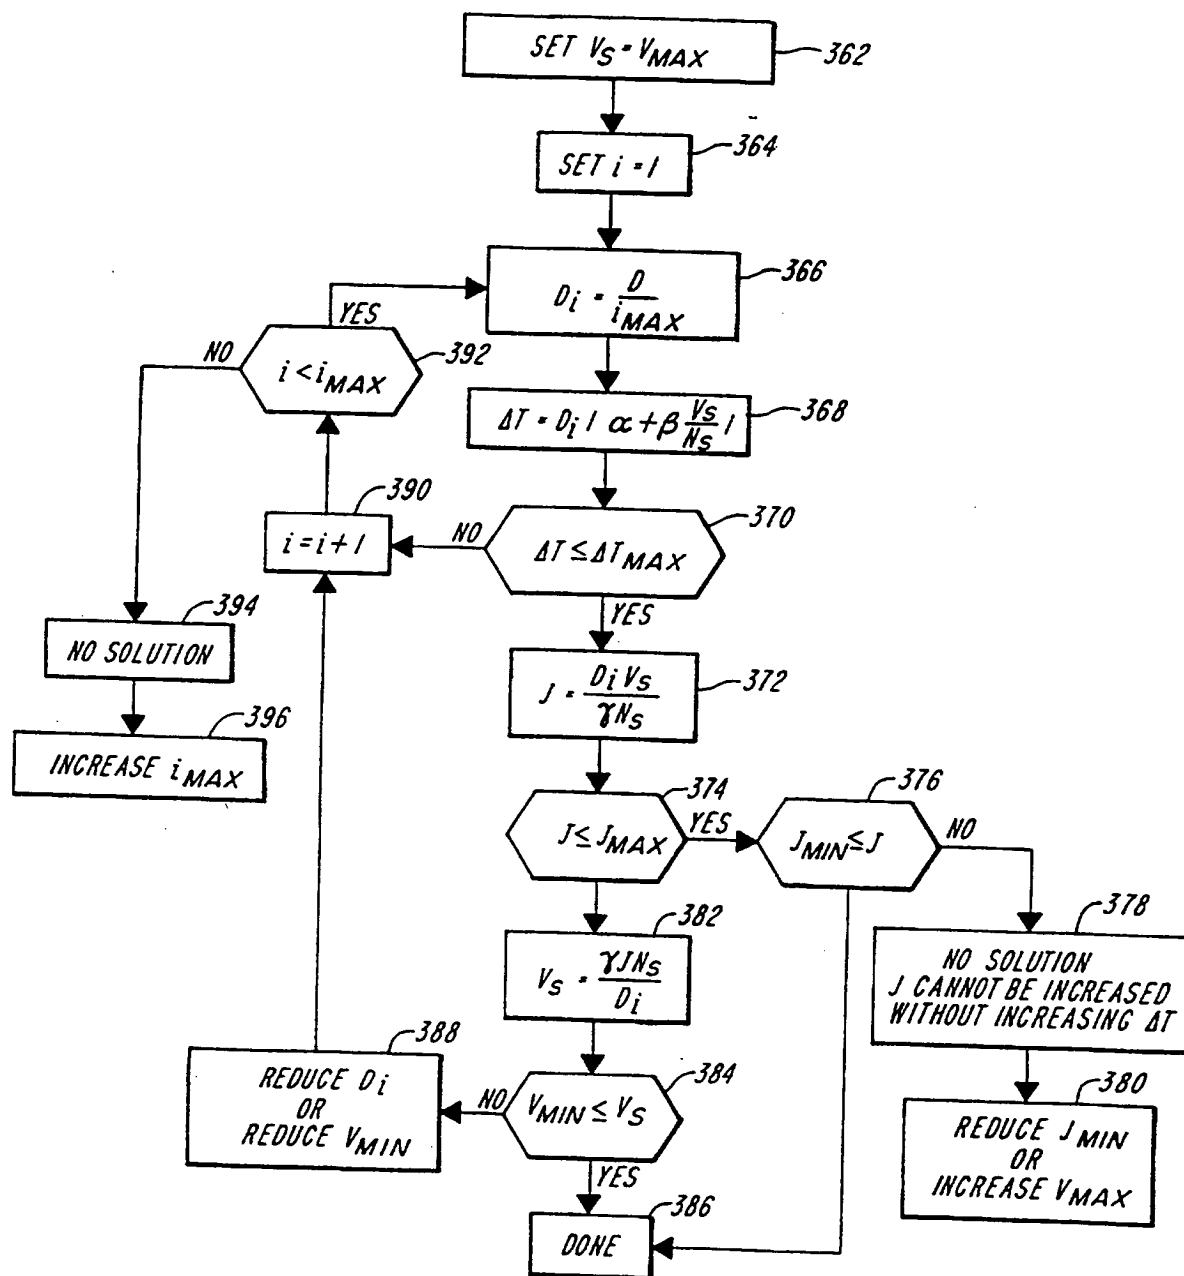 SET VS = VMAX
362
SET i = 1
364
Di = D / iMAX
366
YES
i < iMAX
392
NO
ΔT = Di | α + β VS / NS |
368
390
i = i + 1
NO
ΔT ≤ ΔTMAX
370
YES
394
NO SOLUTION
J = Di VS / γNS
372
396
INCREASE iMAX
374
J ≤ JMAX
YES
376
JMIN ≤ J
NO
382
VS = γJNS / Di
378
NO SOLUTION
J CANNOT BE INCREASED
WITHOUT INCREASING ΔT
388
REDUCE Di
OR
REDUCE VMIN
NO
VMIN ≤ VS
384
YES
380
REDUCE JMIN
OR
INCREASE VMAX
386
DONE